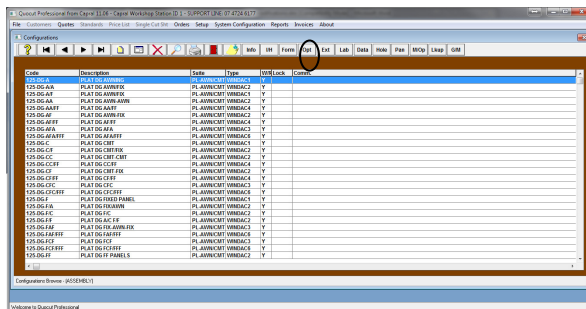 Quocut Professional from Capral 11.06 - Capral Workshop Station ID 1 - SUPPORT LINE: 07 4724 6177
File Customers Quotes Standards Price List Single Cut Sht Orders Setup System Configuration Reports Invoices About
Configurations
Info I/H Form Opt Ext Lab Data Hole Pan M/Op Lkup G/M
Code Description Suite Type W/R Lock Comm.
125-DG-A PLAT DG AWNING PL-AWN/CMT WINDAC1 Y
125-DG-A/A PLAT DG AWN/FIX PL-AWN/CMT WINDAC2 Y
125-DG-A/F PLAT DG AWN/FIX PL-AWN/CMT WINDAC1 Y
125-DG-AA PLAT DG AWN-AWN PL-AWN/CMT WINDAC2 Y
125-DG-AA/FF PLAT DG AA/FF PL-AWN/CMT WINDAC4 Y
125-DG-AF PLAT DG AWN-FIX PL-AWN/CMT WINDAC2 Y
125-DG-AF/FF PLAT DG AF/FF PL-AWN/CMT WINDAC4 Y
125-DG-AFA PLAT DG AFA PL-AWN/CMT WINDAC3 Y
125-DG-AFA/FFF PLAT DG AFA/FFF PL-AWN/CMT WINDAC6 Y
125-DG-C PLAT DG CMT PL-AWN/CMT WINDAC1 Y
125-DG-C/F PLAT DG CMT/FIX PL-AWN/CMT WINDAC2 Y
125-DG-CC PLAT DG CMT-CMT PL-AWN/CMT WINDAC2 Y
125-DG-CC/FF PLAT DG CC/FF PL-AWN/CMT WINDAC4 Y
125-DG-CF PLAT DG CMT-FIX PL-AWN/CMT WINDAC2 Y
125-DG-CF/FF PLAT DG CF/FF PL-AWN/CMT WINDAC4 Y
125-DG-CFC PLAT DG CFC PL-AWN/CMT WINDAC3 Y
125-DG-CFC/FFF PLAT DG CFC/FFF PL-AWN/CMT WINDAC6 Y
125-DG-F PLAT DG FIXED PANEL PL-AWN/CMT WINDAC1 Y
125-DG-F/A PLAT DG FIX/AWN PL-AWN/CMT WINDAC2 Y
125-DG-F/C PLAT DG F/C PL-AWN/CMT WINDAC2 Y
125-DG-F/F PLAT DG A/C F/F PL-AWN/CMT WINDAC2 Y
125-DG-FAF PLAT DG FIX-AWN-FIX PL-AWN/CMT WINDAC3 Y
125-DG-FAF/FFF PLAT DG FAF/FFF PL-AWN/CMT WINDAC6 Y
125-DG-FCF PLAT DG FCF PL-AWN/CMT WINDAC3 Y
125-DG-FCF/FFF PLAT DG FCF/FFF PL-AWN/CMT WINDAC6 Y
125-DG-FF PLAT DG FF PANELS PL-AWN/CMT WINDAC2 Y
Configurations Browse - (ASSEMBLY)
Welcome to Quocut Professional